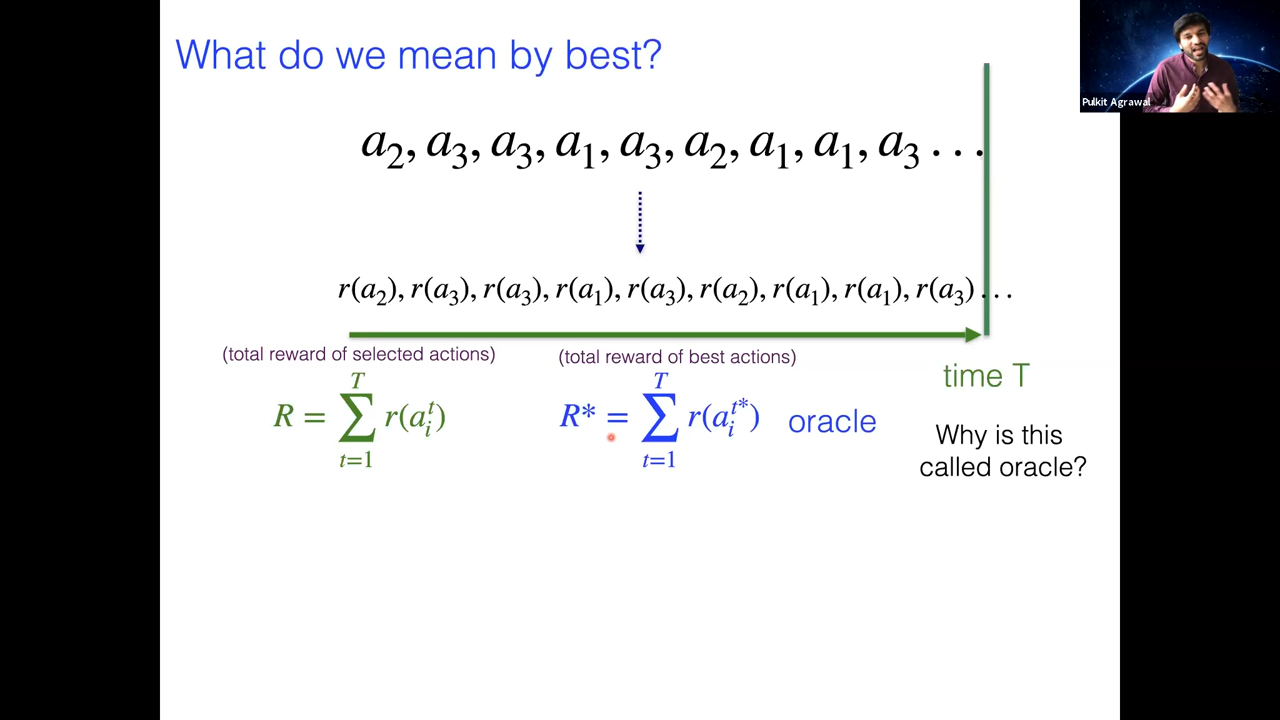 What do we mean by best?
Pulkit Agrawal
a₂, a₃, a₃, a₁, a₃, a₂, a₁, a₁, a₃ . . .
r(a₂), r(a₃), r(a₃), r(a₁), r(a₃), r(a₂), r(a₁), r(a₁), r(a₃) . . .
(total reward of selected actions) (total reward of best actions)
time T
R = ∑_{t=1}^{T} r(a_i^t) R* = ∑_{t=1}^{T} r(a_i^{t*}) oracle
Why is this
called oracle?